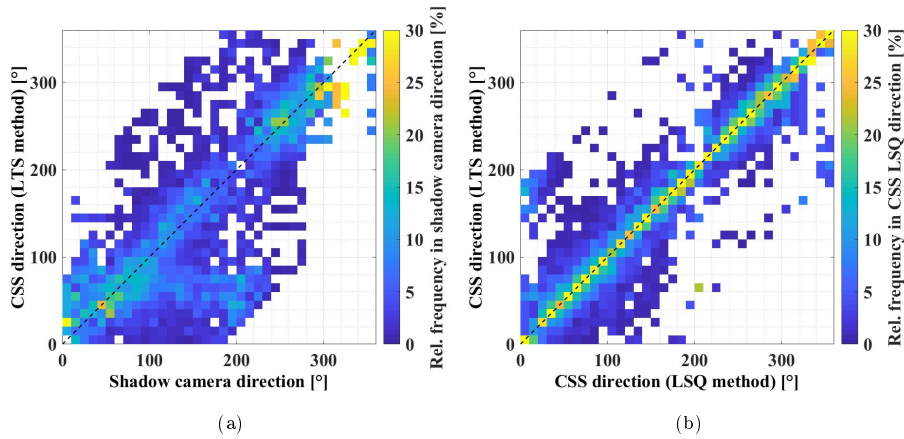 CSS direction (LTS method) [°]
300
200
100
0
0 100 200 300
Shadow camera direction [°]
30
25
20
15
10
5
0
Rel. frequency in shadow camera direction [%]
(a)
CSS direction (LTS method) [°]
300
200
100
0
0 100 200 300
CSS direction (LSQ method) [°]
30
25
20
15
10
5
0
Rel. frequency in CSS LSQ direction [%]
(b)